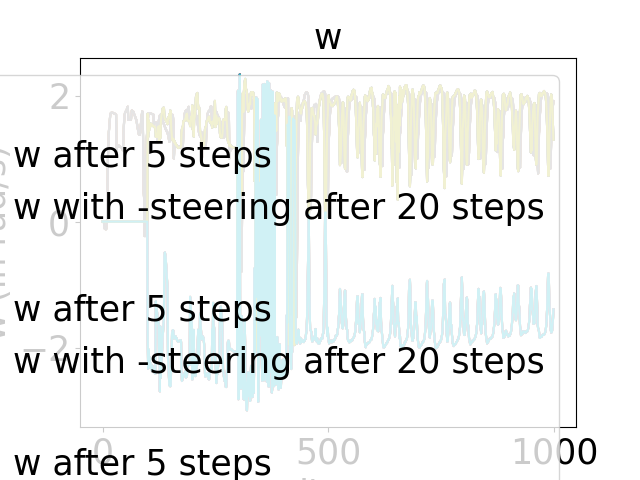 w
2
w after 5 steps
w with -steering after 20 steps
0
w after 5 steps
−2
w with -steering after 20 steps
0
500
1000
w after 5 steps